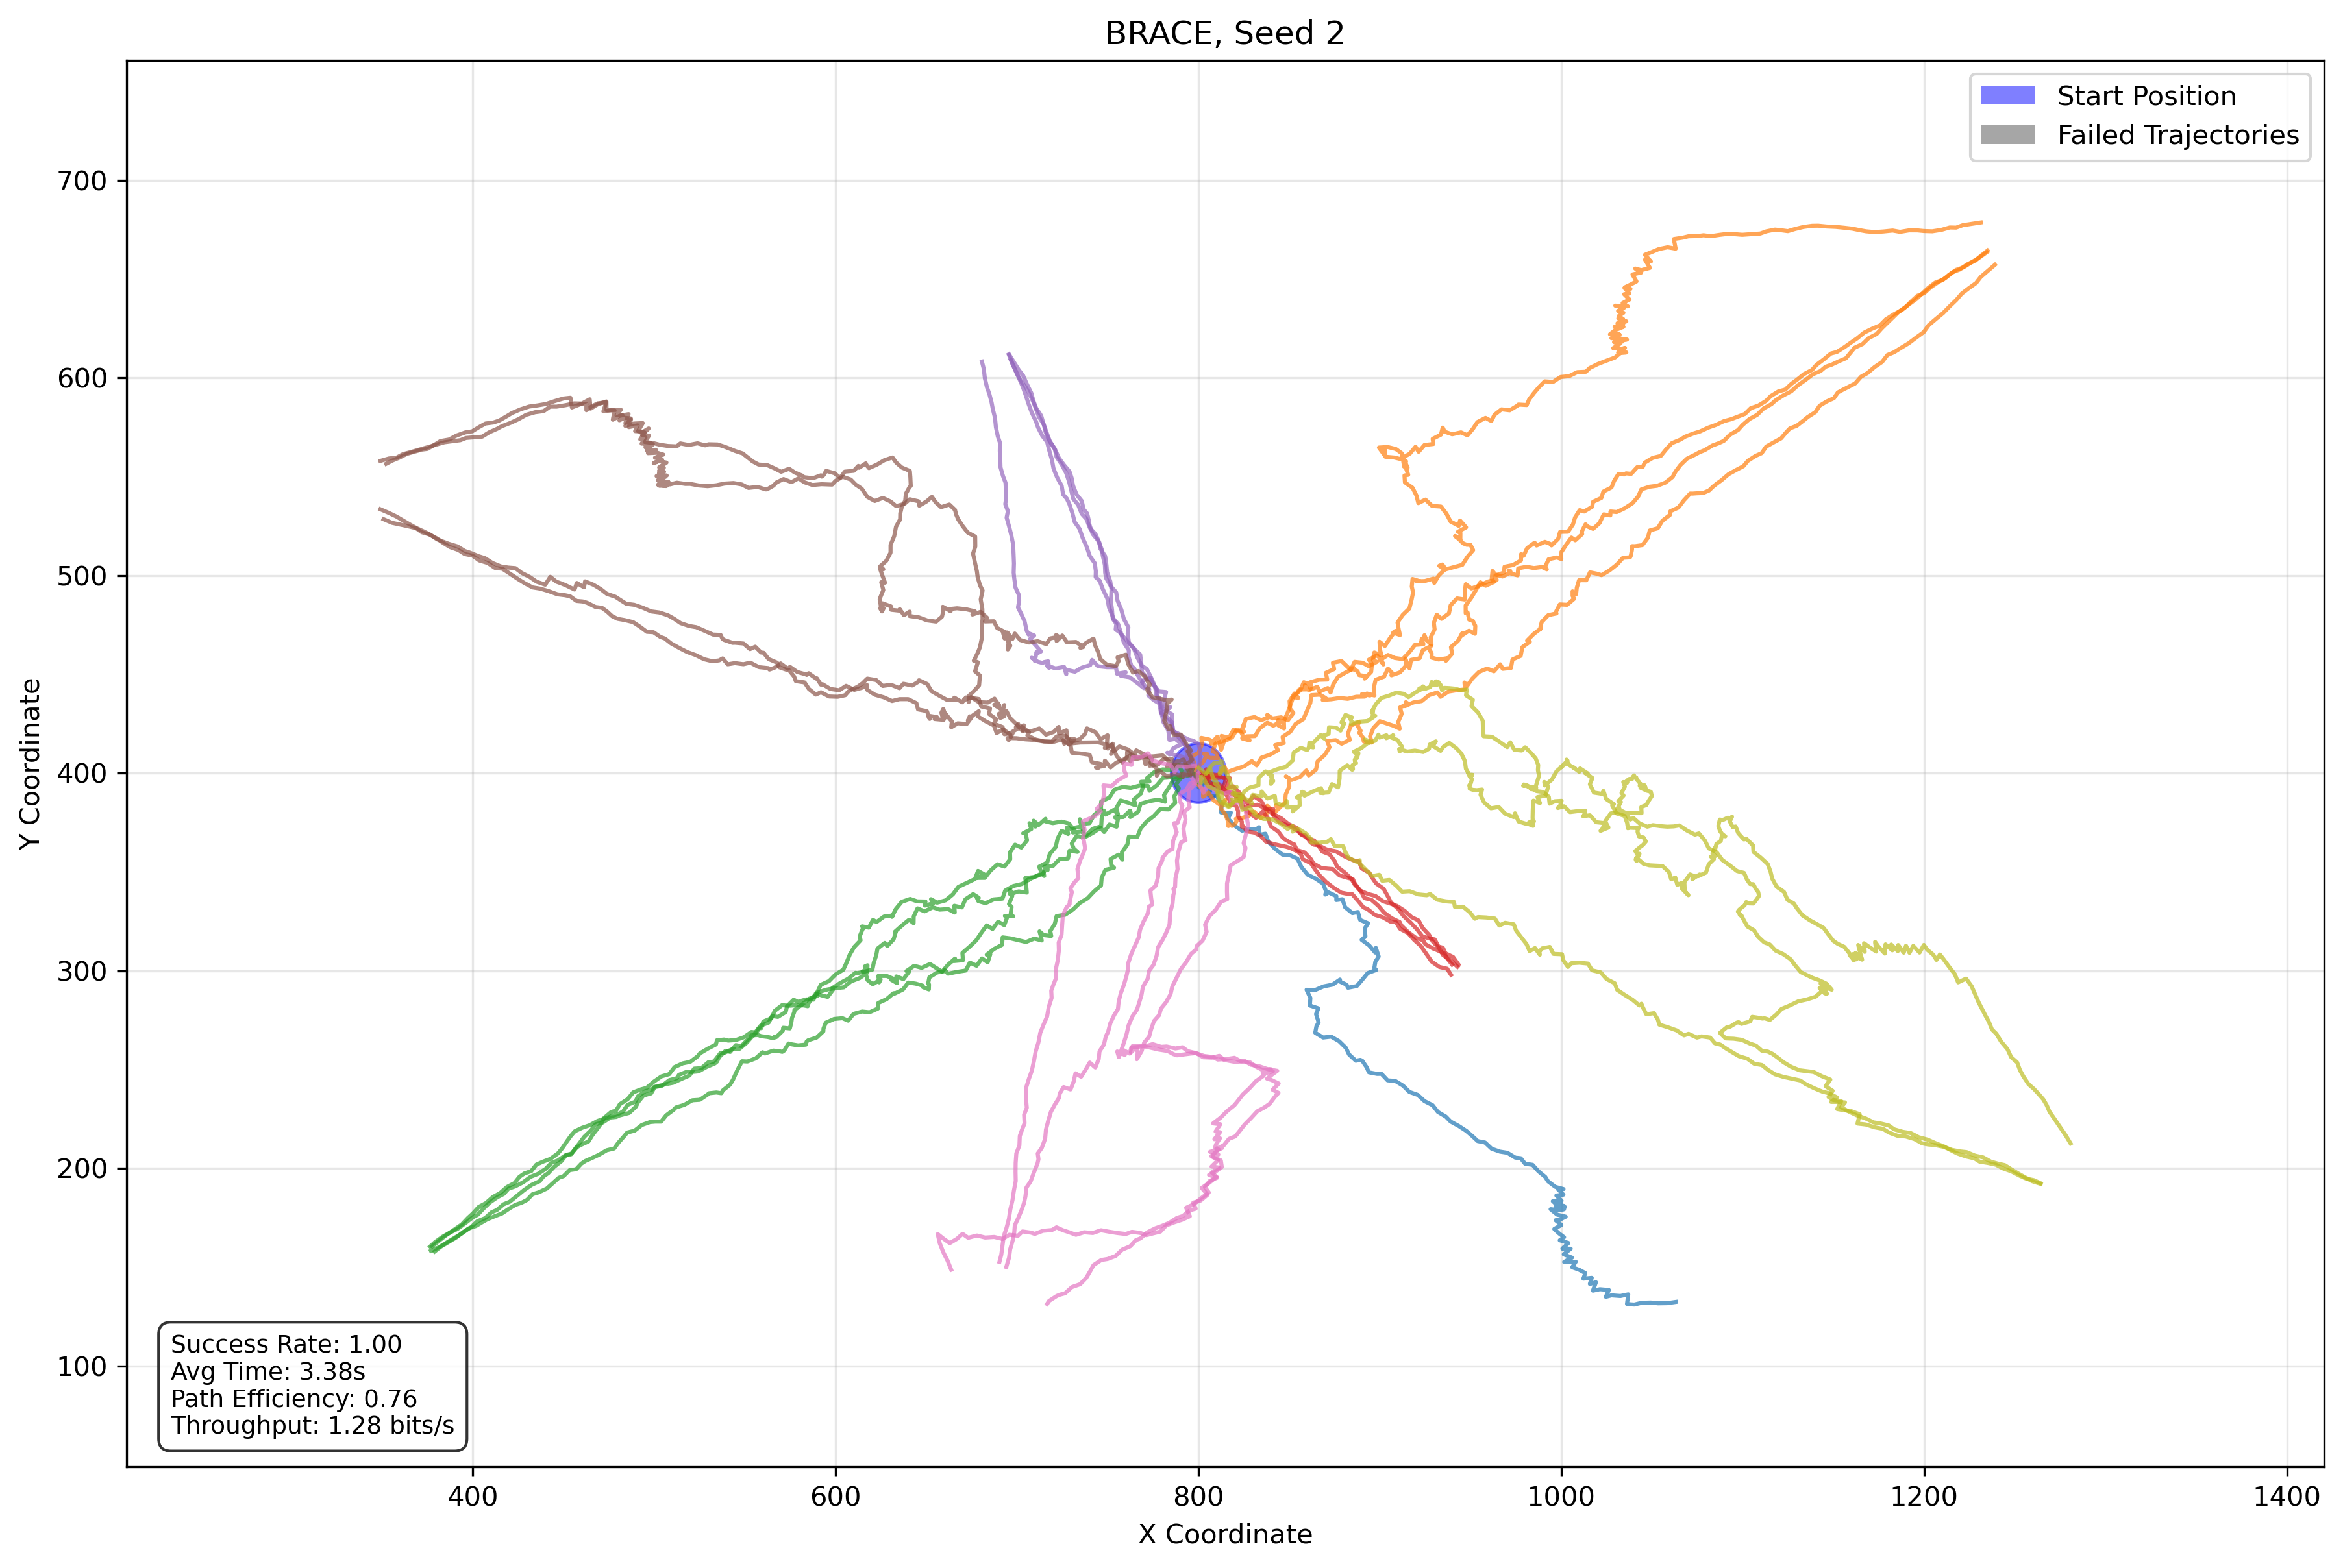 BRACE, Seed 2
Start Position
Failed Trajectories
Y Coordinate
700
600
500
400
300
200
100
Success Rate: 1.00
Avg Time: 3.38s
Path Efficiency: 0.76
Throughput: 1.28 bits/s
400
600
800
1000
1200
1400
X Coordinate